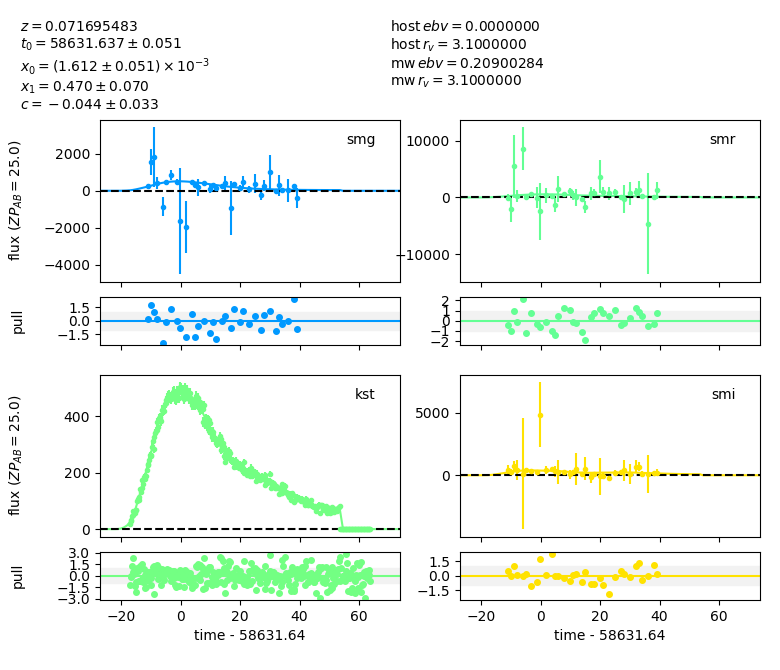 z = 0.071695483
t₀ = 58631.637 ± 0.051
x₀ = (1.612 ± 0.051) × 10⁻³
x₁ = 0.470 ± 0.070
c = −0.044 ± 0.033
host ebv = 0.0000000
host r_v = 3.1000000
mw ebv = 0.20900284
mw r_v = 3.1000000
flux (ZP_AB = 25.0)
smg
2000
0
−2000
−4000
smr
10000
0
−10000
pull
1.5
0.0
−1.5
2
1
0
−1
−2
flux (ZP_AB = 25.0)
kst
400
200
0
smi
5000
0
pull
3.0
1.5
0.0
−1.5
−3.0
−20 0 20 40 60
time - 58631.64
1.5
0.0
−1.5
−20 0 20 40 60
time - 58631.64